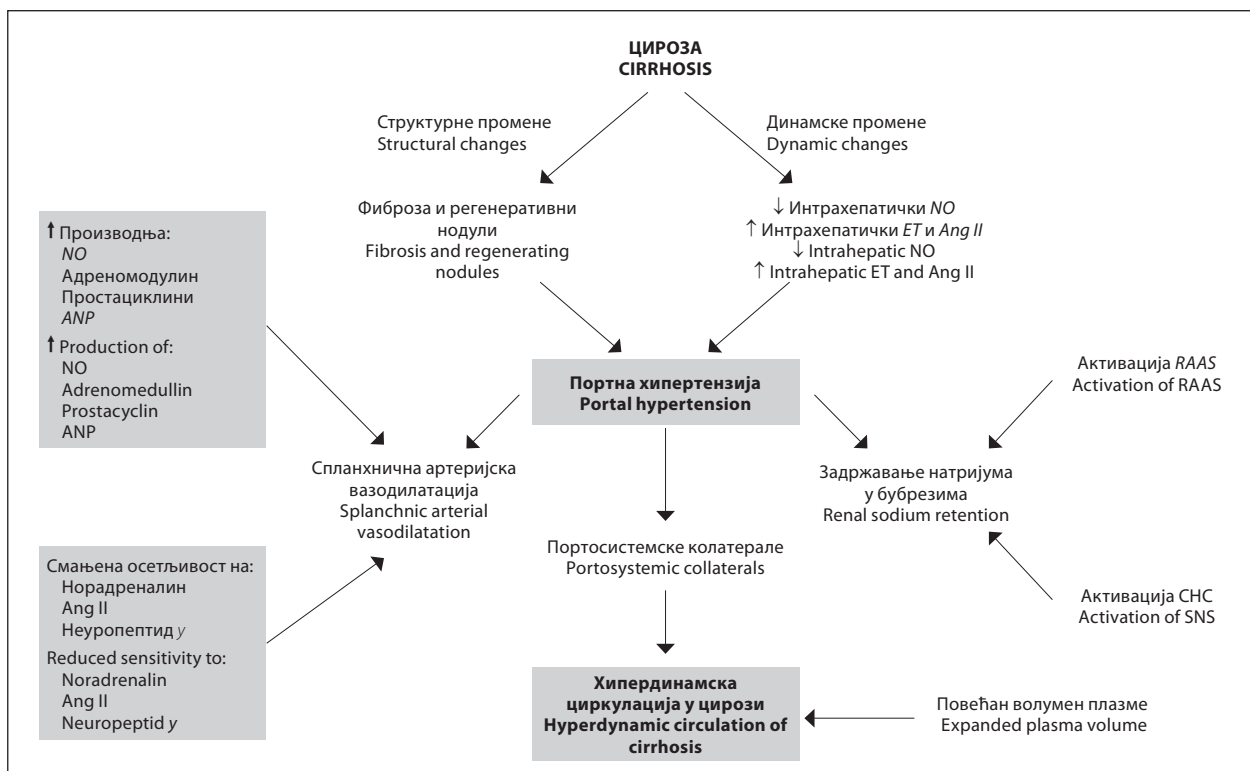 ЦИРОЗА
CIRRHOSIS
Структурне промене
Structural changes
Динамске промене
Dynamic changes
Фиброза и регенеративни
нодули
Fibrosis and regenerating
nodules
↓ Интрахепатички NO
↑ Интрахепатички ET и Ang II
↓ Intrahepatic NO
↑ Intrahepatic ET and Ang II
↑ Производња:
NO
Адреномодулин
Простациклини
ANP
↑ Production of:
NO
Adrenomedullin
Prostacyclin
ANP
Портна хипертензија
Portal hypertension
Активација RAAS
Activation of RAAS
Спланхнична артеријска
вазодилатација
Splanchnic arterial
vasodilatation
Задржавање натријума
у бубрезима
Renal sodium retention
Портосистемске колатерале
Portosystemic collaterals
Смањена осетљивост на:
Норадреналин
Ang II
Неуропептид y
Reduced sensitivity to:
Noradrenalin
Ang II
Neuropeptid y
Активација СНС
Activation of SNS
Хипердинамска
циркулација у цирози
Hyperdynamic circulation of
cirrhosis
Повећан волумен плазме
Expanded plasma volume